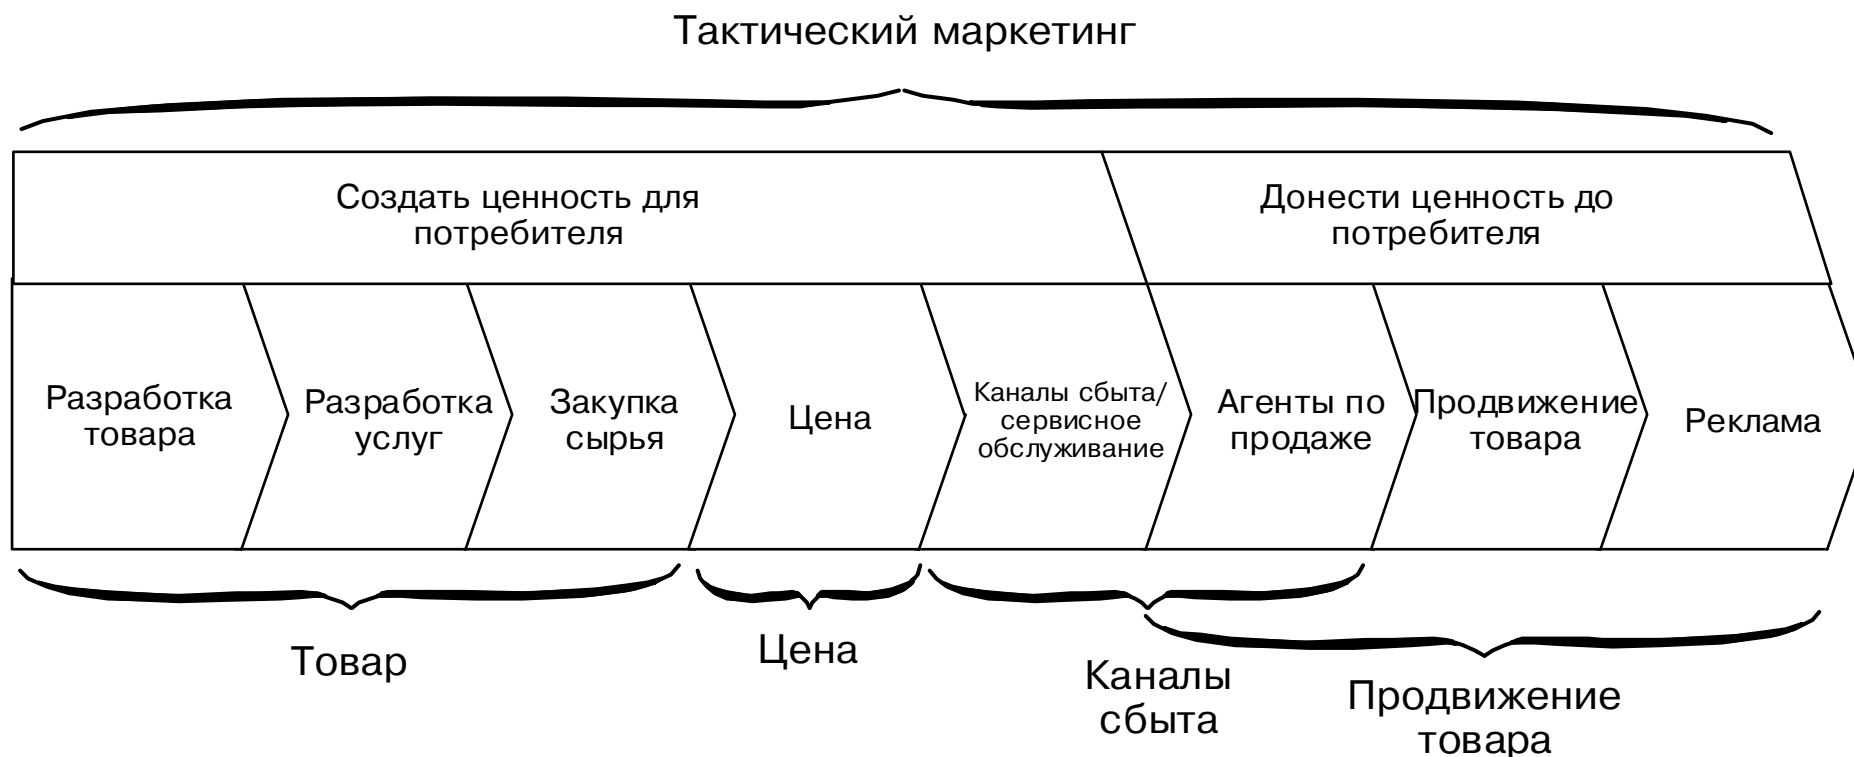 Тактический маркетинг
Создать ценность для
потребителя
Донести ценность до
потребителя
Разработка
товара
Разработка
услуг
Закупка
сырья
Цена
Каналы сбыта/
сервисное
обслуживание
Агенты по
продаже
Продвижение
товара
Реклама
Товар
Цена
Каналы
сбыта
Продвижение
товара